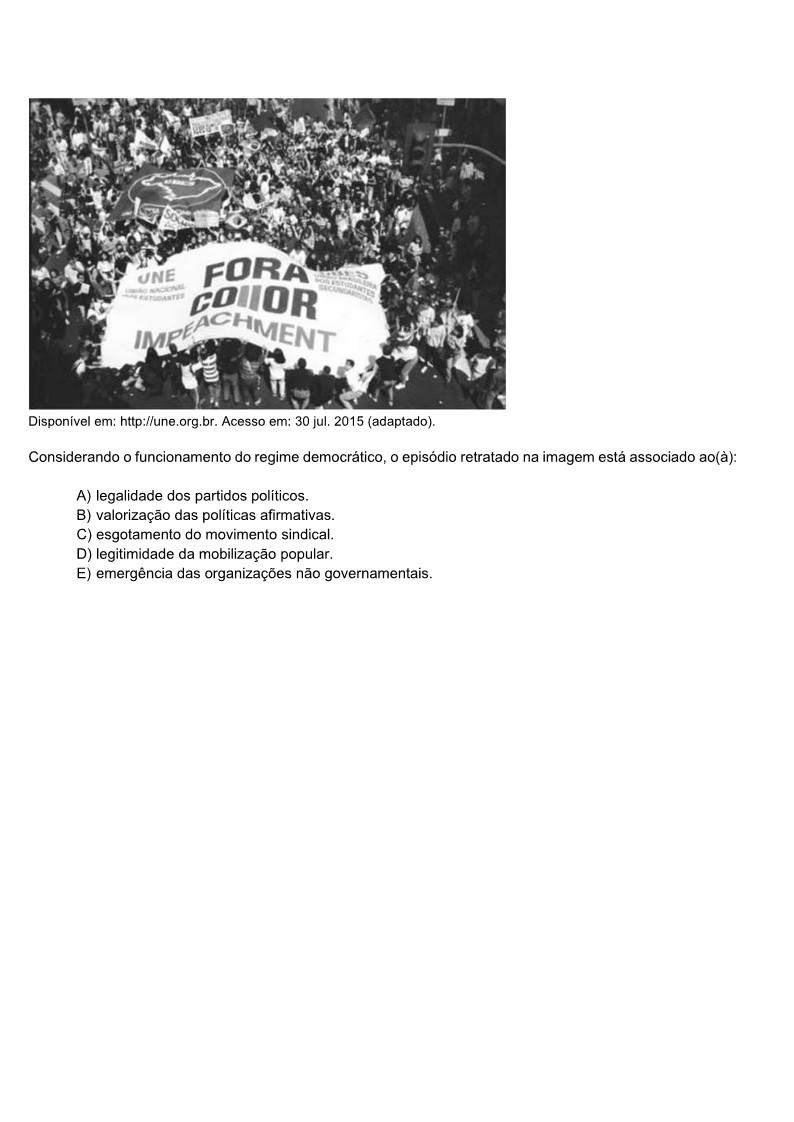 UNE
UNIÃO NACIONAL
DOS ESTUDANTES
FORA
COLLOR
IMPEACHMENT
UBES
UNIÃO BRASILEIRA
DOS ESTUDANTES
SECUNDARISTAS
Disponível em: http://une.org.br. Acesso em: 30 jul. 2015 (adaptado).
Considerando o funcionamento do regime democrático, o episódio retratado na imagem está associado ao(à):
A) legalidade dos partidos políticos.
B) valorização das políticas afirmativas.
C) esgotamento do movimento sindical.
D) legitimidade da mobilização popular.
E) emergência das organizações não governamentais.